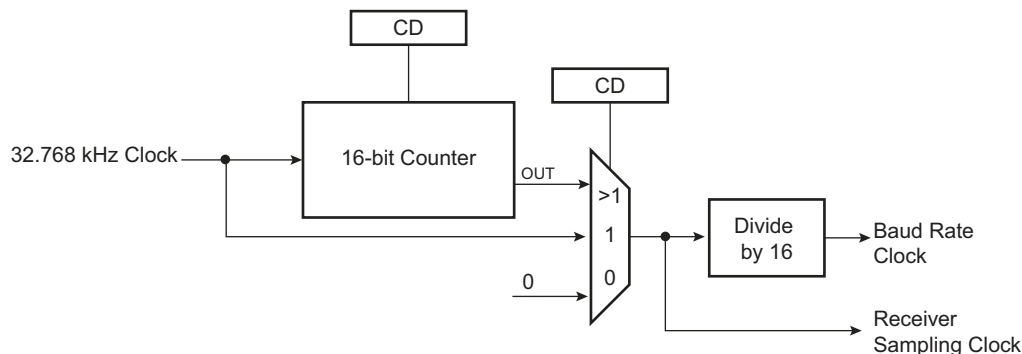 CD
CD
32.768 kHz Clock
16-bit Counter
OUT
>1
1
0
0
Divide
by 16
Baud Rate
Clock
Receiver
Sampling Clock